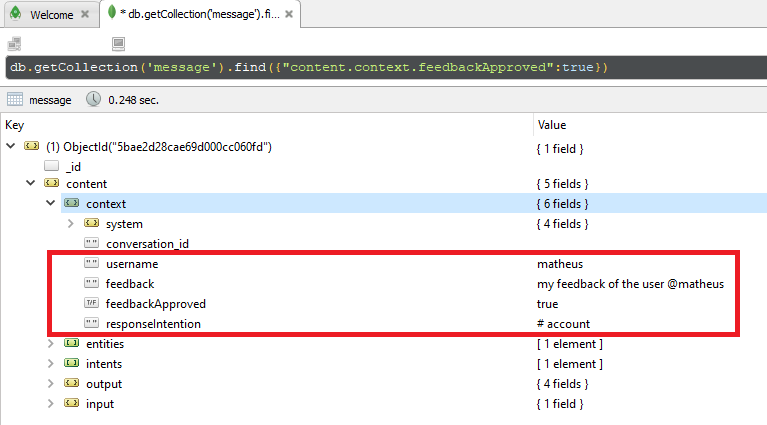 Welcome
* db.getCollection('message').fi...
db.getCollection('message').find({"content.context.feedbackApproved":true})
message 0.248 sec.
Key Value
(1) ObjectId("5bae2d28cae69d000cc060fd") { 1 field }
_id
content { 5 fields }
context { 6 fields }
" " system { 4 fields }
" " conversation_id
" " username matheus
" " feedback my feedback of the user @matheus
T/F feedbackApproved true
" " responseIntention # account
entities [ 1 element ]
intents [ 1 element ]
output { 4 fields }
input { 1 field }